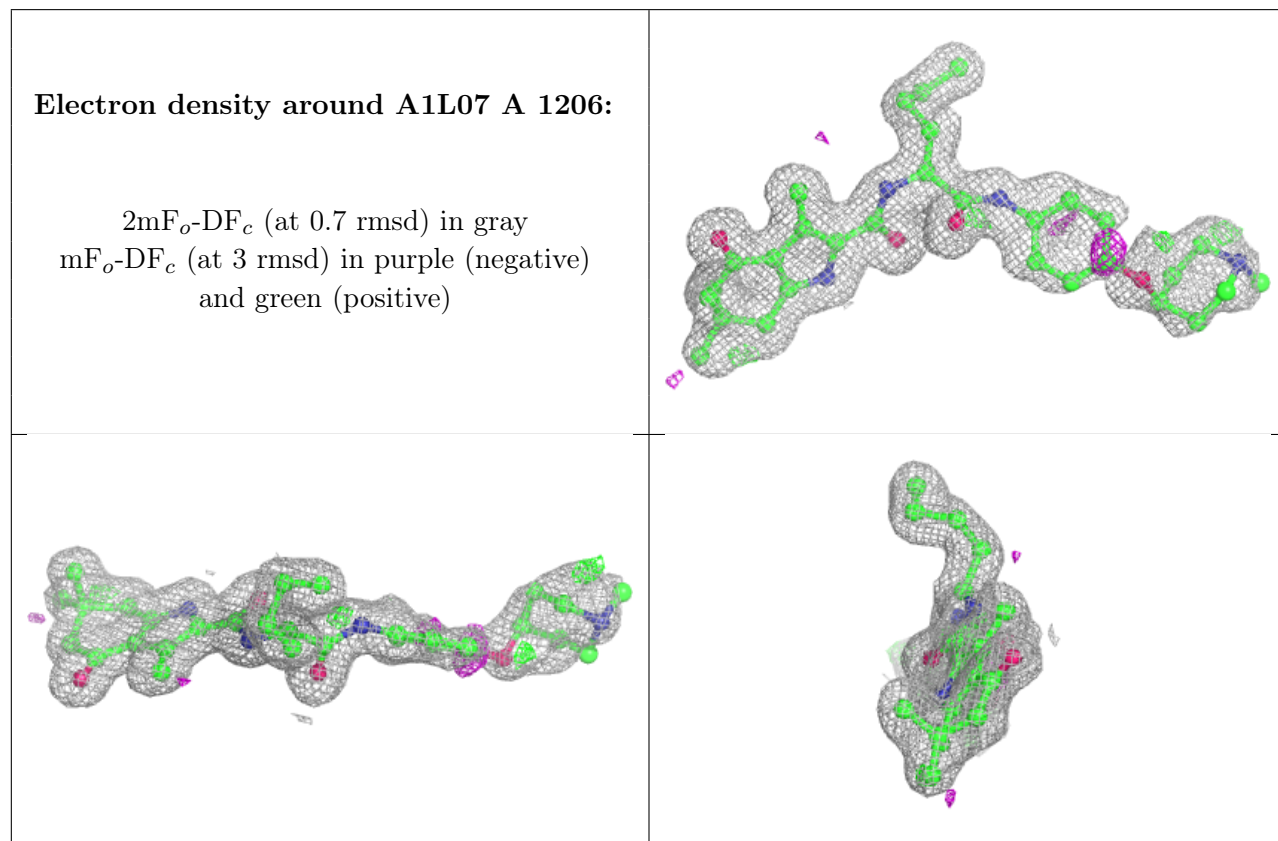 Electron density around A1L07 A 1206:
2mFo-DFc (at 0.7 rmsd) in gray
mFo-DFc (at 3 rmsd) in purple (negative)
and green (positive)